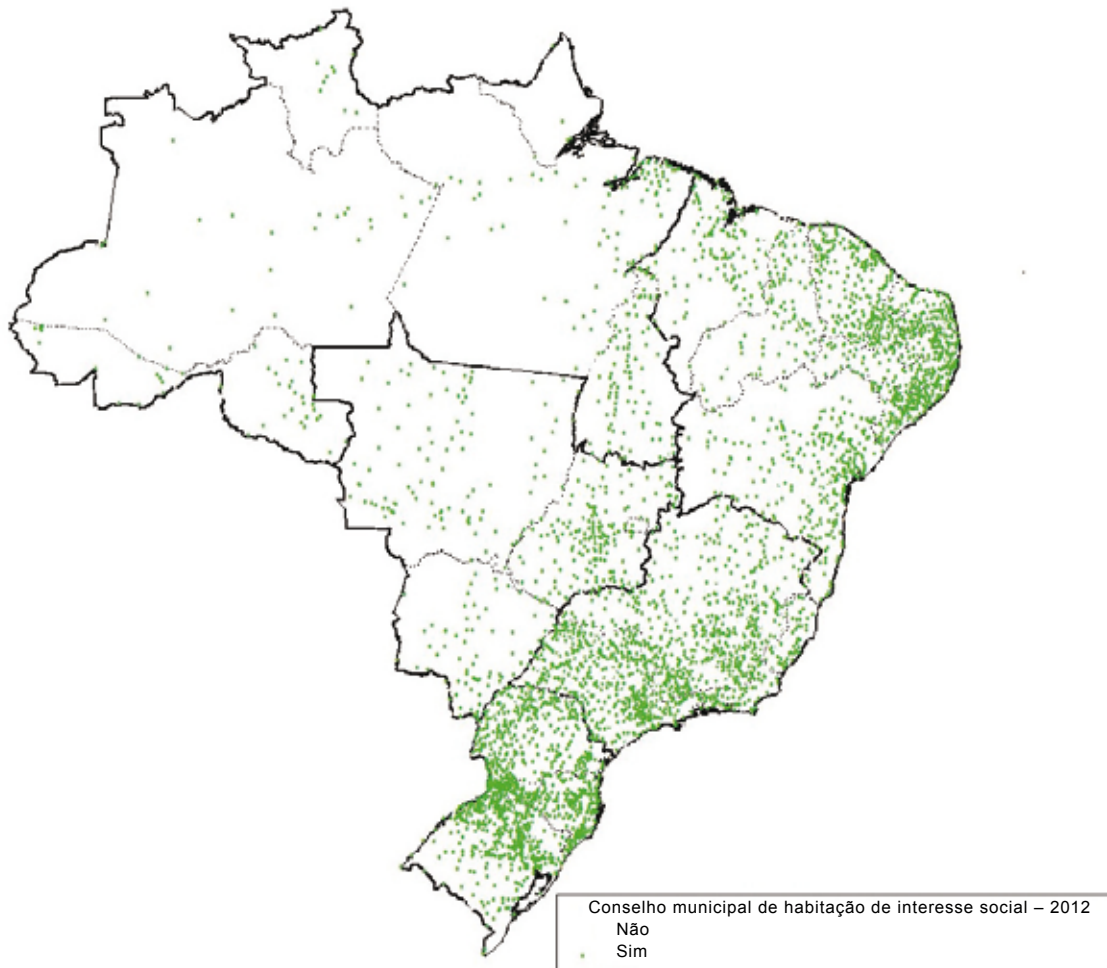 Conselho municipal de habitação de interesse social – 2012
Não
Sim